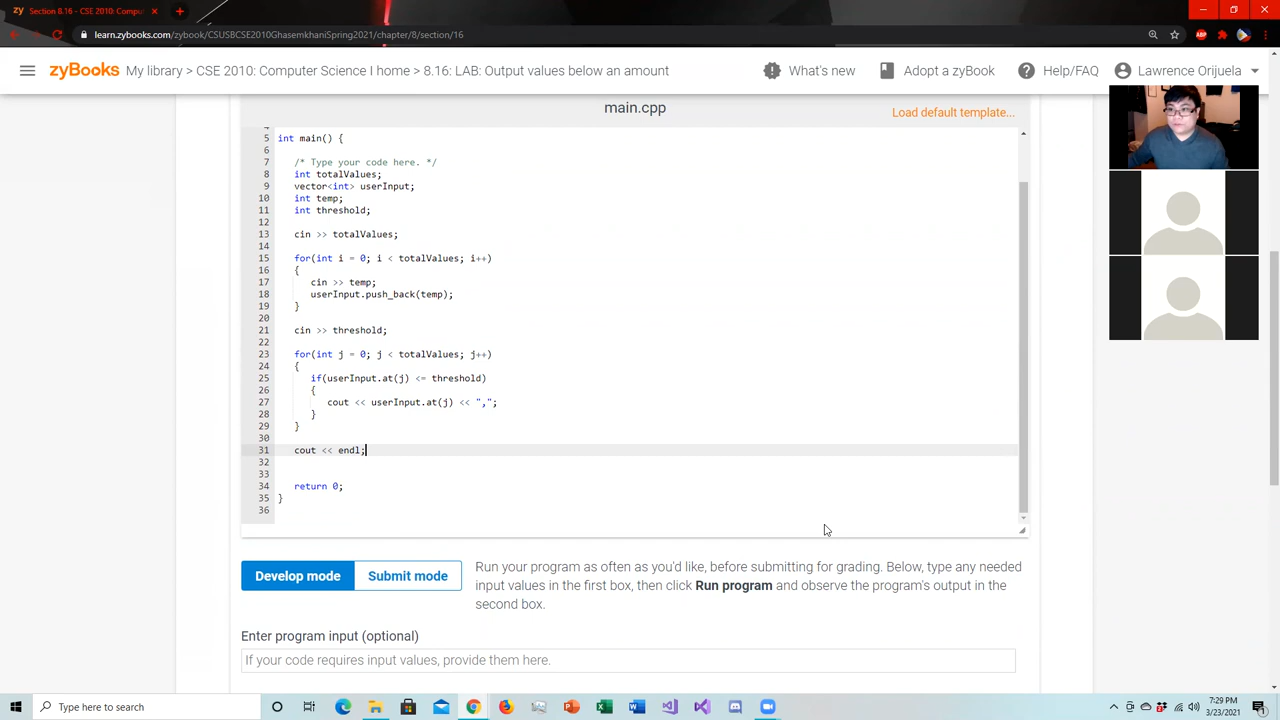 zy Section 8.16 - CSE 2010: Comput
learn.zybooks.com/zybook/CSUSBCSE2010GhasemkhaniSpring2021/chapter/8/section/16
ABP
zyBooks My library > CSE 2010: Computer Science I home > 8.16: LAB: Output values below an amount
What's new Adopt a zyBook Help/FAQ Lawrence Orijuela
main.cpp
Load default template...
5 int main() {
6
7 /* Type your code here. */
8 int totalValues;
9 vector<int> userInput;
10 int temp;
11 int threshold;
12
13 cin >> totalValues;
14
15 for(int i = 0; i < totalValues; i++)
16 {
17 cin >> temp;
18 userInput.push_back(temp);
19 }
20
21 cin >> threshold;
22
23 for(int j = 0; j < totalValues; j++)
24 {
25 if(userInput.at(j) <= threshold)
26 {
27 cout << userInput.at(j) << ",";
28 }
29 }
30
31 cout << endl;
32
33
34 return 0;
35 }
36
Develop mode Submit mode
Run your program as often as you'd like, before submitting for grading. Below, type any needed
input values in the first box, then click Run program and observe the program's output in the
second box.
Enter program input (optional)
If your code requires input values, provide them here.
Type here to search
7:29 PM
3/23/2021